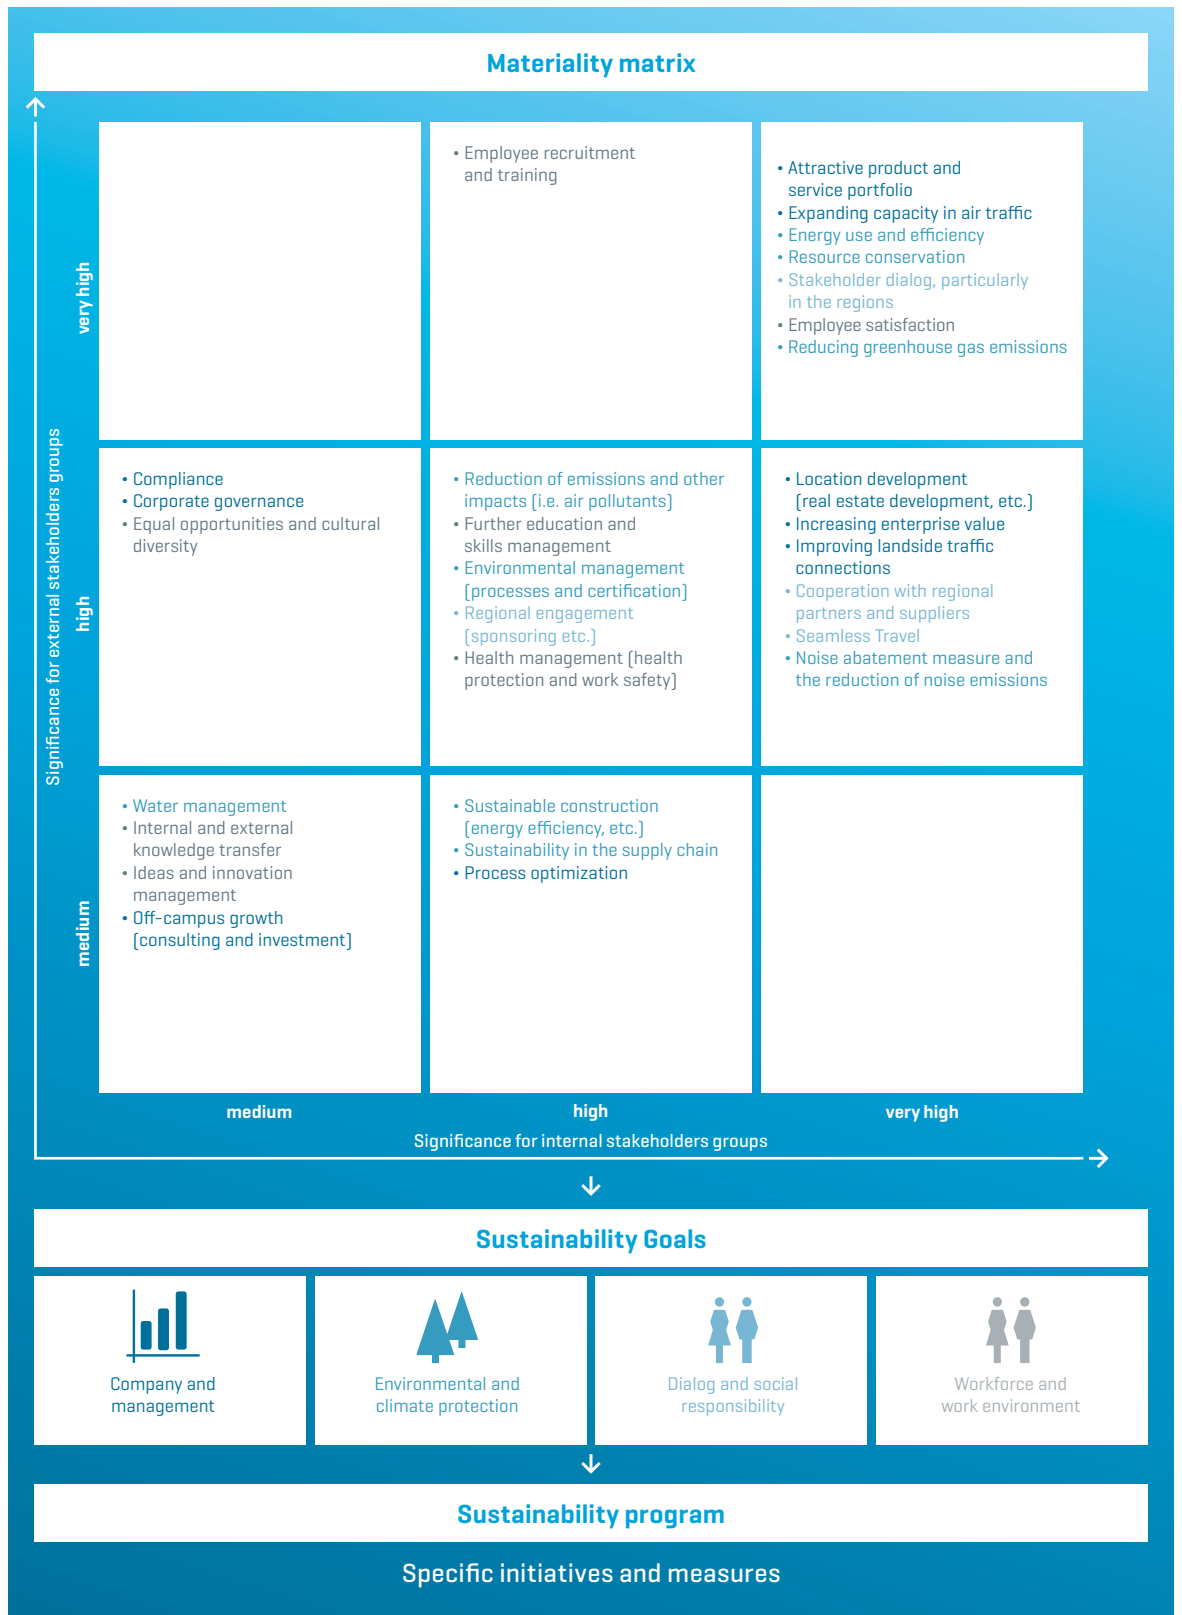 Materiality matrix
Significance for external stakeholders groups
very high
• Employee recruitment
and training
• Attractive product and
service portfolio
• Expanding capacity in air traffic
• Energy use and efficiency
• Resource conservation
• Stakeholder dialog, particularly
in the regions
• Employee satisfaction
• Reducing greenhouse gas emissions
high
• Compliance
• Corporate governance
• Equal opportunities and cultural
diversity
• Reduction of emissions and other
impacts (i.e. air pollutants)
• Further education and
skills management
• Environmental management
(processes and certification)
• Regional engagement
(sponsoring etc.)
• Health management (health
protection and work safety)
• Location development
(real estate development, etc.)
• Increasing enterprise value
• Improving landside traffic
connections
• Cooperation with regional
partners and suppliers
• Seamless Travel
• Noise abatement measure and
the reduction of noise emissions
medium
• Water management
• Internal and external
knowledge transfer
• Ideas and innovation
management
• Off-campus growth
(consulting and investment)
• Sustainable construction
(energy efficiency, etc.)
• Sustainability in the supply chain
• Process optimization
medium
high
very high
Significance for internal stakeholders groups
Sustainability Goals
Company and
management
Environmental and
climate protection
Dialog and social
responsibility
Workforce and
work environment
Sustainability program
Specific initiatives and measures